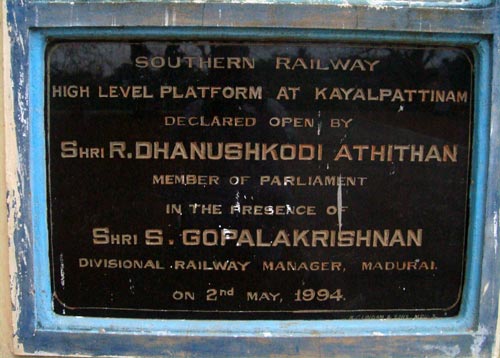 SOUTHERN RAILWAY
HIGH LEVEL PLATFORM AT KAYALPATTINAM
DECLARED OPEN BY
SHRI R. DHANUSHKODI ATHITHAN
MEMBER OF PARLIAMENT
IN THE PRESENCE OF
SHRI S. GOPALAKRISHNAN
DIVISIONAL RAILWAY MANAGER, MADURAI.
ON 2nd MAY, 1994.